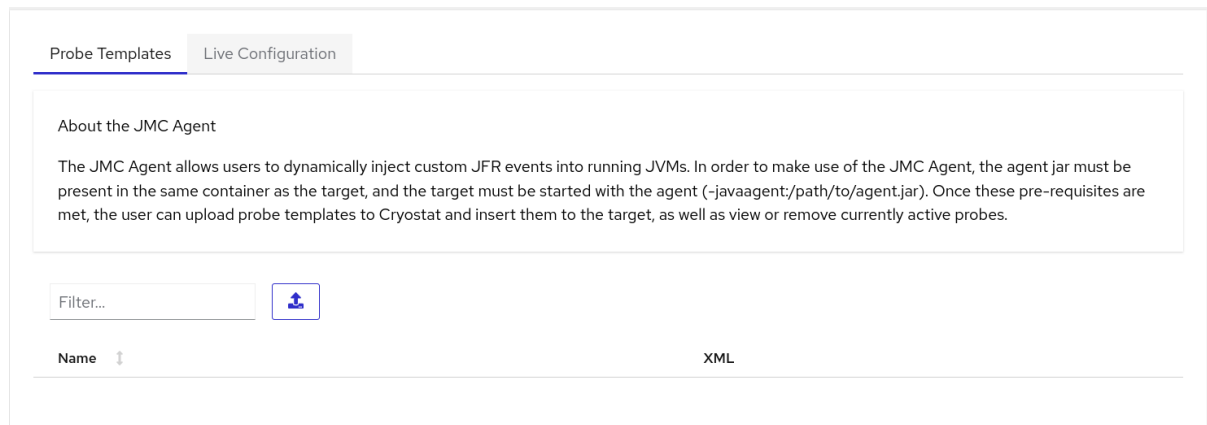 Probe Templates
Live Configuration
About the JMC Agent
The JMC Agent allows users to dynamically inject custom JFR events into running JVMs. In order to make use of the JMC Agent, the agent jar must be
present in the same container as the target, and the target must be started with the agent (-javaagent:/path/to/agent.jar). Once these pre-requisites are
met, the user can upload probe templates to Cryostat and insert them to the target, as well as view or remove currently active probes.
Filter...
Name
XML